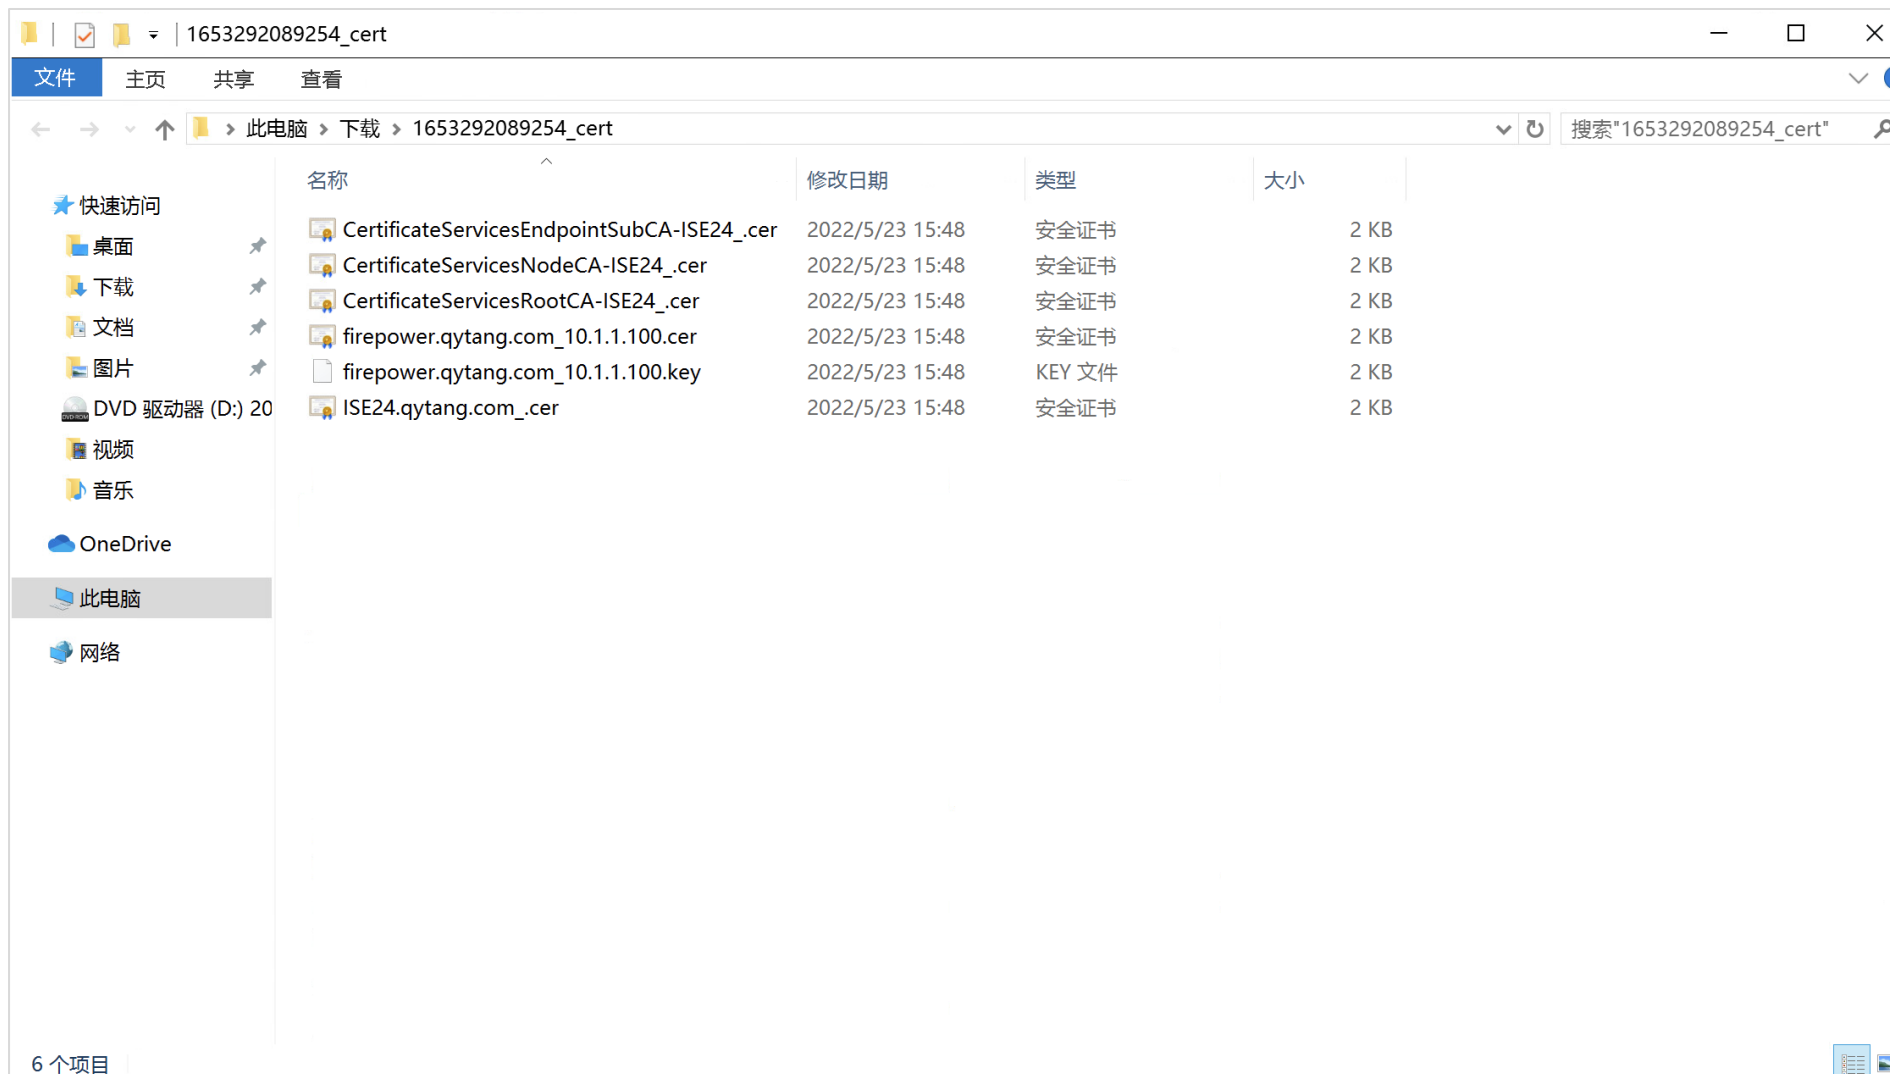 1653292089254_cert
文件 主页 共享 查看
此电脑 下载 1653292089254_cert 搜索"1653292089254_cert"
名称 修改日期 类型 大小
快速访问
桌面
下载
文档
图片
DVD 驱动器 (D:) 20
视频
音乐
OneDrive
此电脑
网络
CertificateServicesEndpointSubCA-ISE24_.cer 2022/5/23 15:48 安全证书 2 KB
CertificateServicesNodeCA-ISE24_.cer 2022/5/23 15:48 安全证书 2 KB
CertificateServicesRootCA-ISE24_.cer 2022/5/23 15:48 安全证书 2 KB
firepower.qytang.com_10.1.1.100.cer 2022/5/23 15:48 安全证书 2 KB
firepower.qytang.com_10.1.1.100.key 2022/5/23 15:48 KEY 文件 2 KB
ISE24.qytang.com_.cer 2022/5/23 15:48 安全证书 2 KB
6 个项目